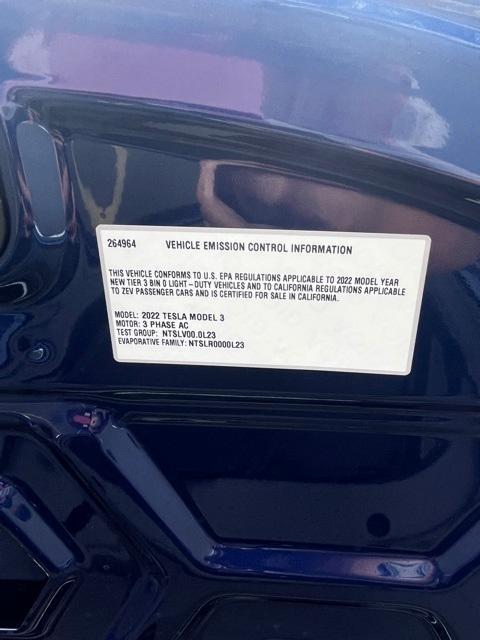 264964 VEHICLE EMISSION CONTROL INFORMATION
THIS VEHICLE CONFORMS TO U.S. EPA REGULATIONS APPLICABLE TO 2022 MODEL YEAR
NEW TIER 3 BIN 0 LIGHT-DUTY VEHICLES AND TO CALIFORNIA REGULATIONS APPLICABLE
TO ZEV PASSENGER CARS AND IS CERTIFIED FOR SALE IN CALIFORNIA.
MODEL: 2022 TESLA MODEL 3
MOTOR: 3 PHASE AC
TEST GROUP: NTSLV00.0L23
EVAPORATIVE FAMILY: NTSLR0000L23